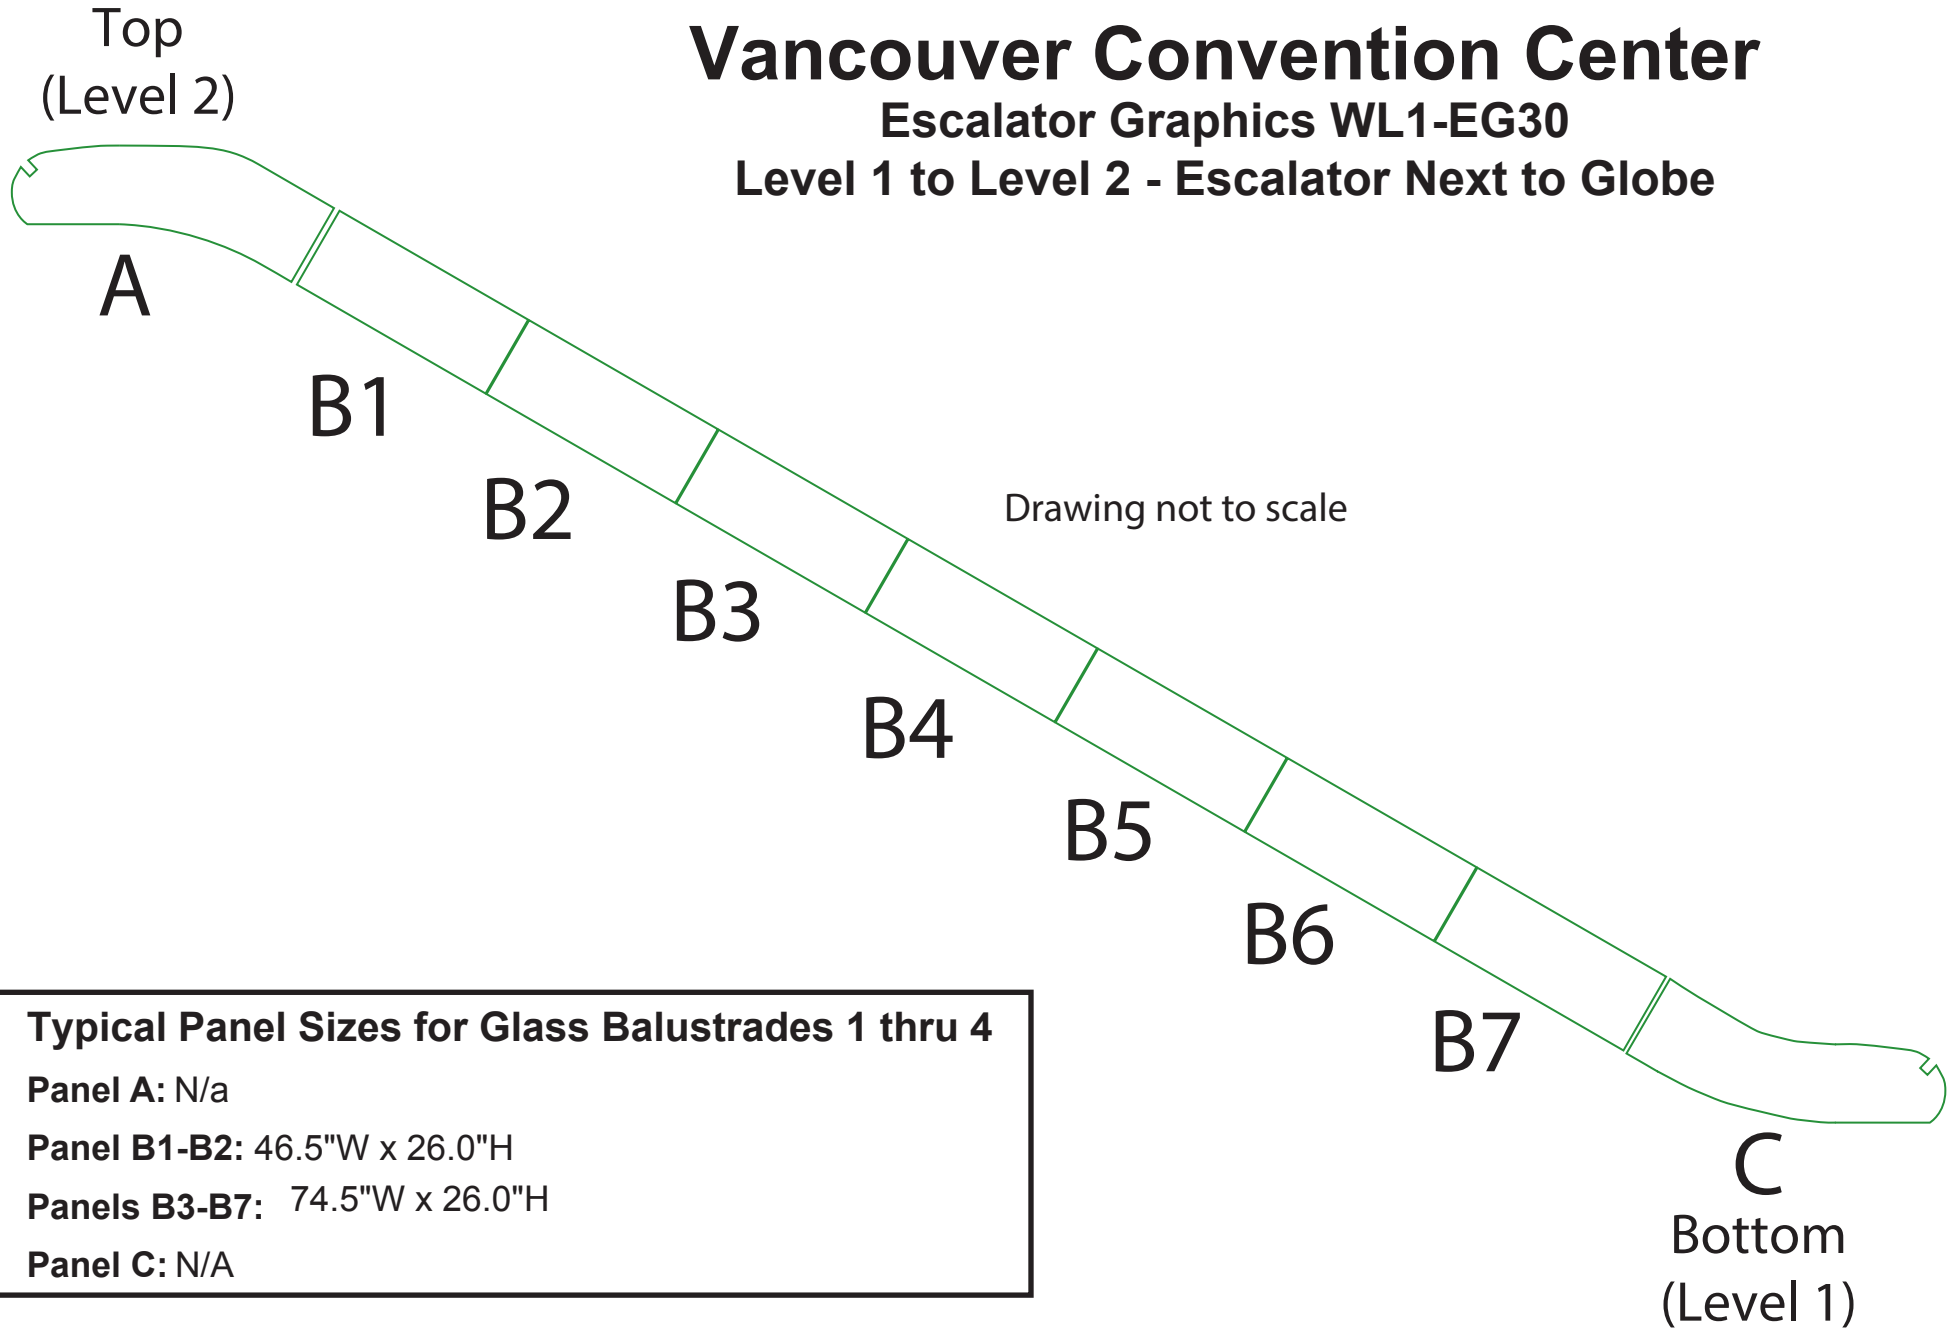 Top
(Level 2)
Vancouver Convention Center
Escalator Graphics WL1-EG30
Level 1 to Level 2 - Escalator Next to Globe
A
B1
B2
Drawing not to scale
B3
B4
B5
B6
B7
Typical Panel Sizes for Glass Balustrades 1 thru 4
Panel A: N/a
Panel B1-B2: 46.5"W x 26.0"H
Panels B3-B7: 74.5"W x 26.0"H
Panel C: N/A
C
Bottom
(Level 1)